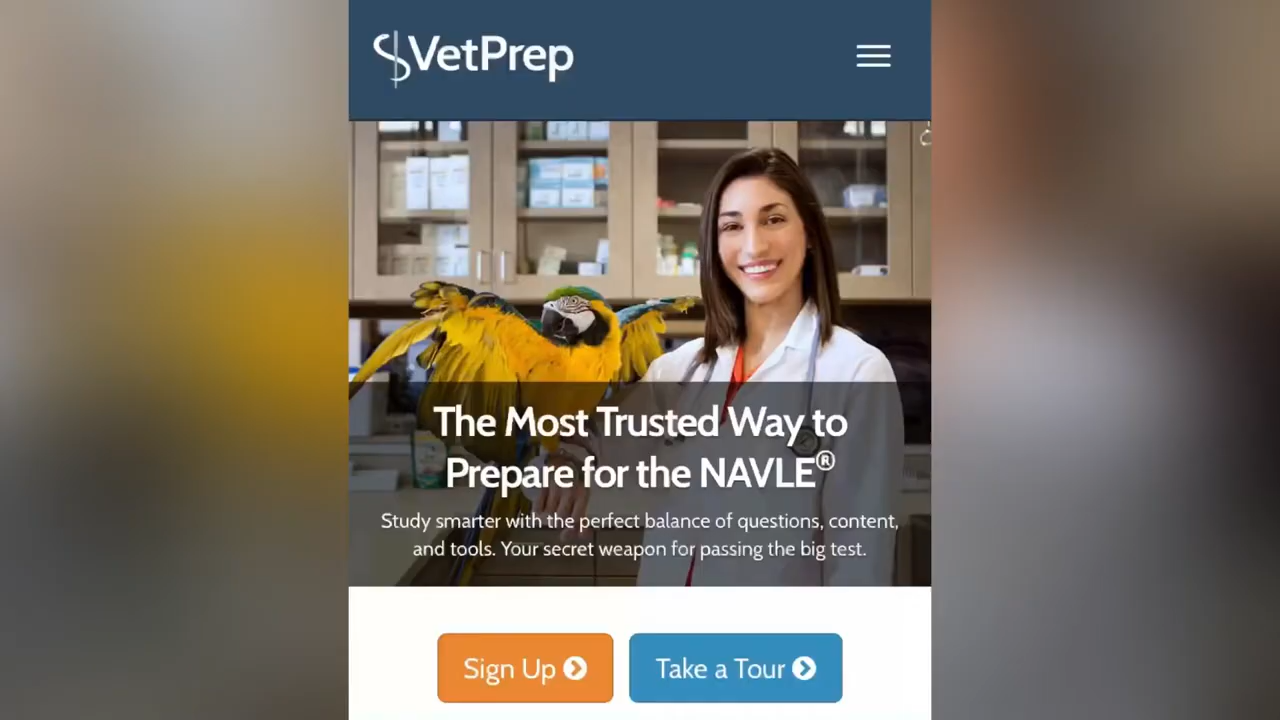 VetPrep
The Most Trusted Way to
Prepare for the NAVLE®
Study smarter with the perfect balance of questions, content,
and tools. Your secret weapon for passing the big test.
Sign Up
Take a Tour